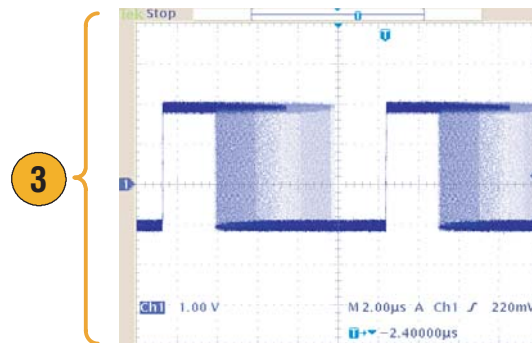 Tek Stop
T
T
3
1
Ch1 1.00 V M 2.00µs A Ch1 ∫ 220mV
T→▼ −2.40000µs